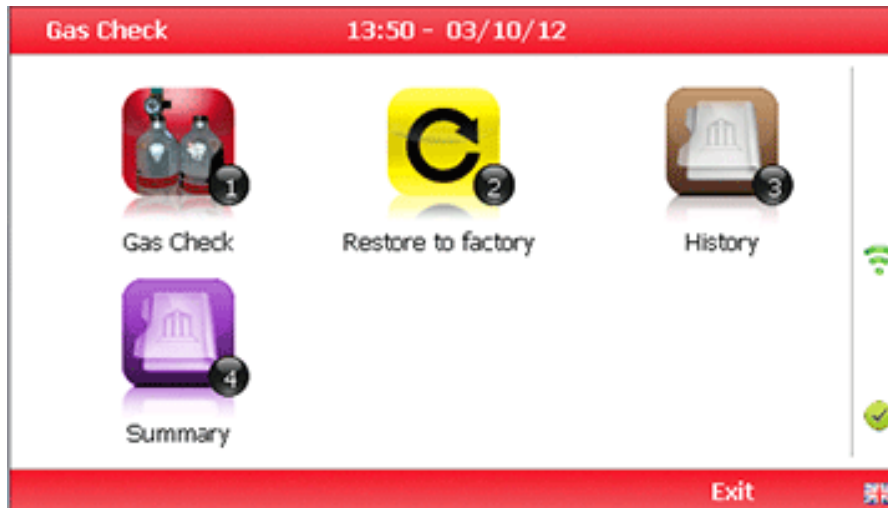 Gas Check 13:50 - 03/10/12
1 2 3
Gas Check Restore to factory History
4
Summary
Exit